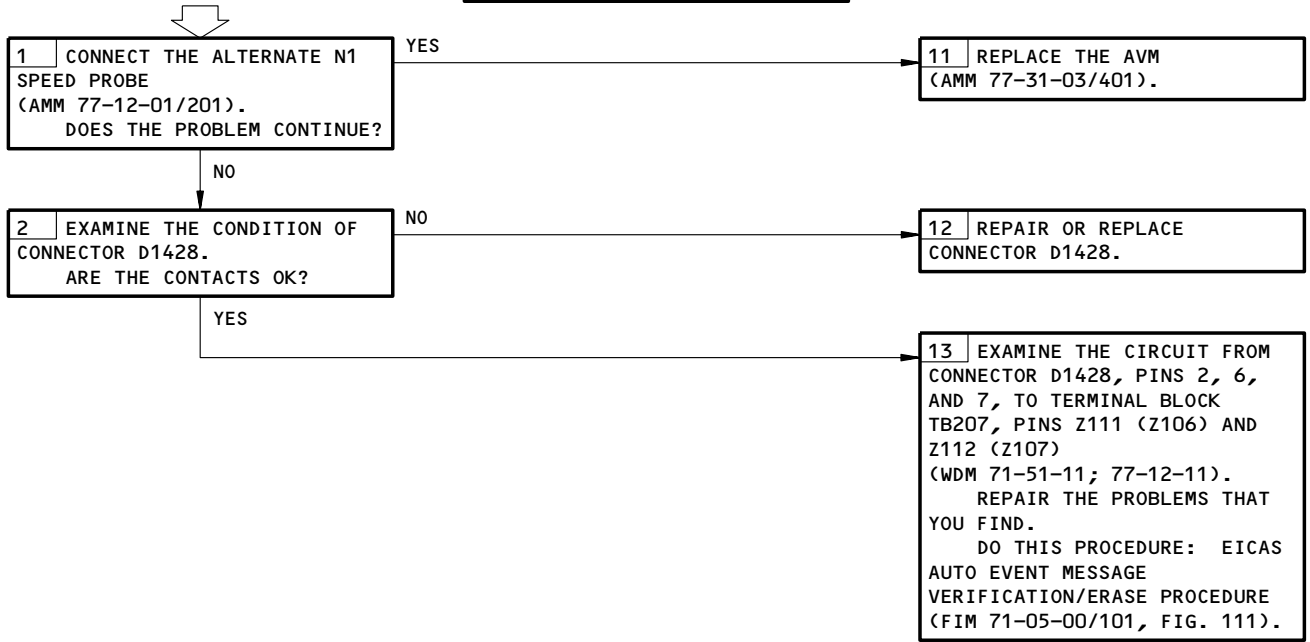 1 CONNECT THE ALTERNATE N1
SPEED PROBE
(AMM 77-12-01/201).
DOES THE PROBLEM CONTINUE?
YES
11 REPLACE THE AVM
(AMM 77-31-03/401).
NO
2 EXAMINE THE CONDITION OF
CONNECTOR D1428.
ARE THE CONTACTS OK?
NO
12 REPAIR OR REPLACE
CONNECTOR D1428.
YES
13 EXAMINE THE CIRCUIT FROM
CONNECTOR D1428, PINS 2, 6,
AND 7, TO TERMINAL BLOCK
TB207, PINS Z111 (Z106) AND
Z112 (Z107)
(WDM 71-51-11; 77-12-11).
REPAIR THE PROBLEMS THAT
YOU FIND.
DO THIS PROCEDURE: EICAS
AUTO EVENT MESSAGE
VERIFICATION/ERASE PROCEDURE
(FIM 71-05-00/101, FIG. 111).